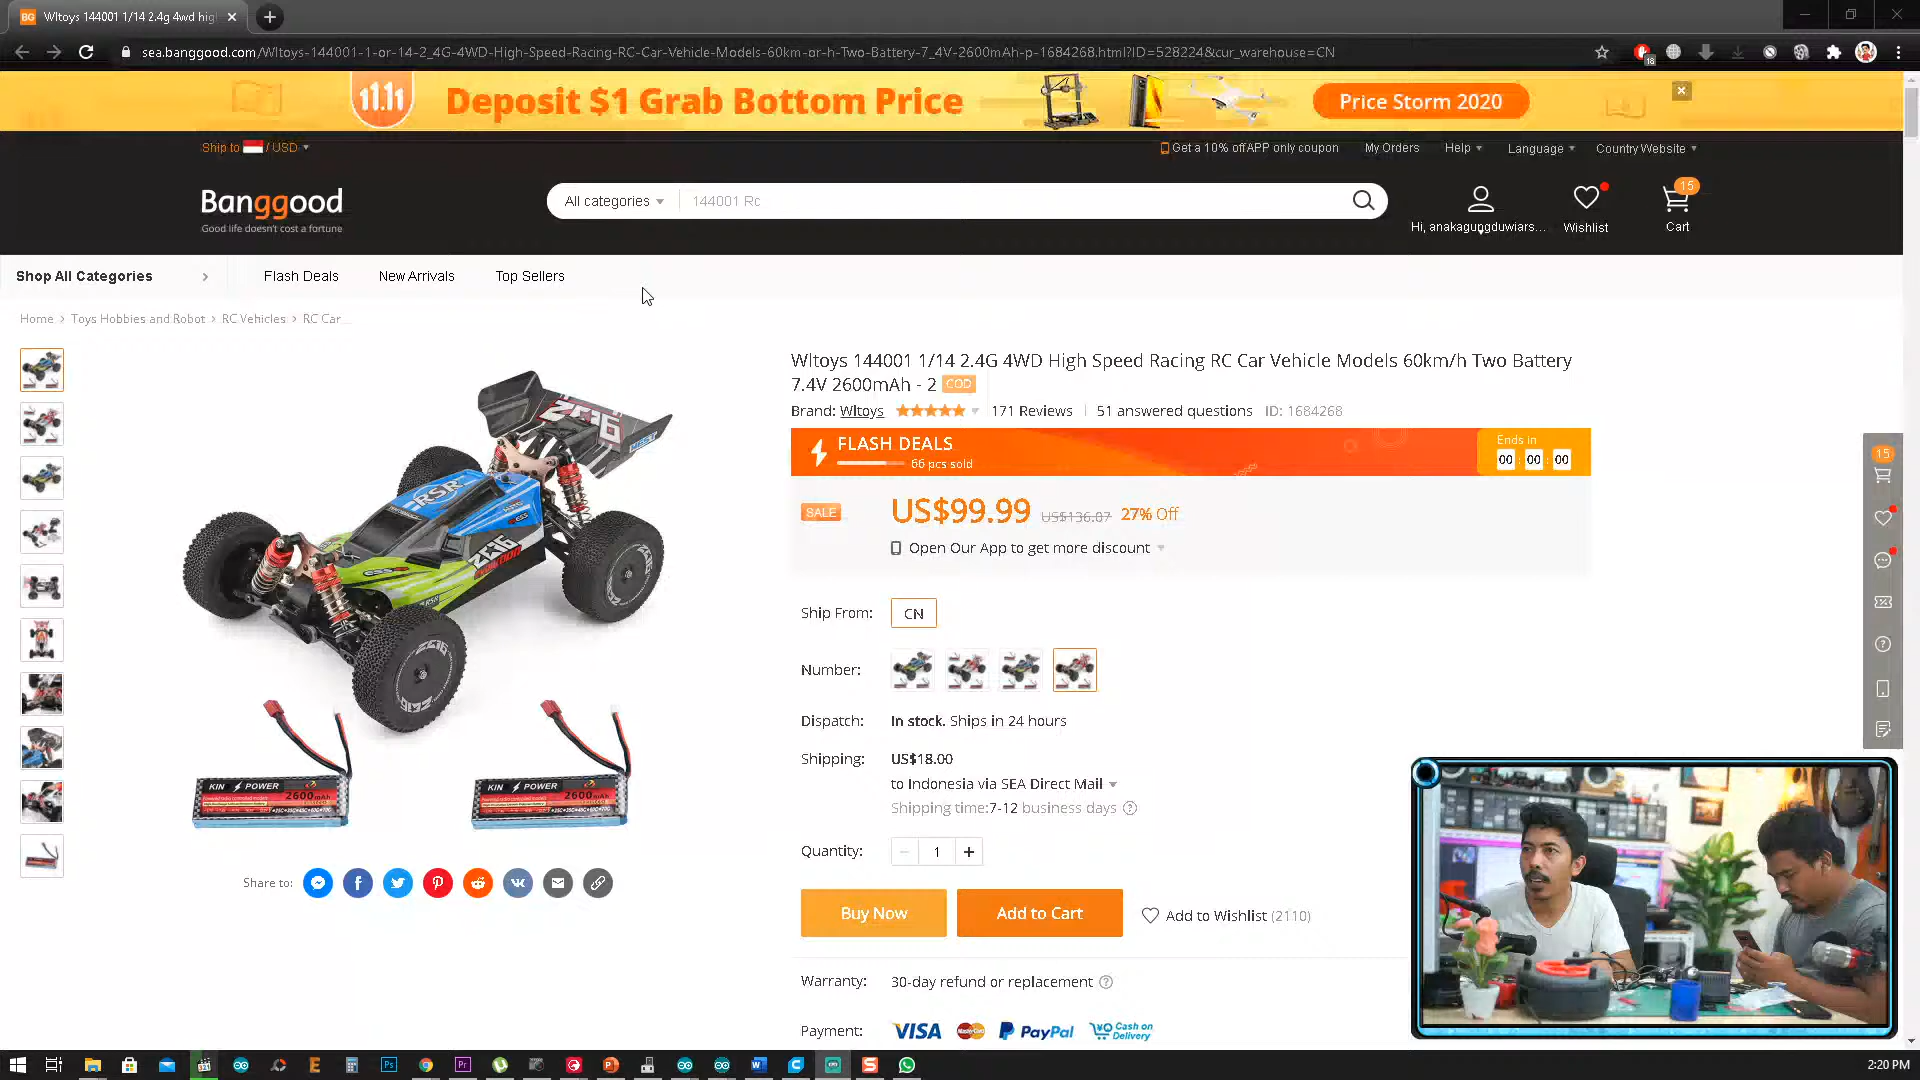 Wltoys 144001 1/14 2.4g 4wd hig
sea.banggood.com/Wltoys-144001-1-or-14-2_4G-4WD-High-Speed-Racing-RC-Car-Vehicle-Models-60km-or-h-Two-Battery-7_4V-2600mAh-p-1684268.html?ID=528224&cur_warehouse=CN
18
11.11 Deposit $1 Grab Bottom Price Price Storm 2020
Ship to / USD Get a 10% off APP only coupon My Orders Help Language Country Website
Banggood
Good life doesn't cost a fortune
All categories 144001 Rc
15
Hi, anakagungduwiars... Wishlist Cart
Shop All Categories Flash Deals New Arrivals Top Sellers
Home > Toys Hobbies and Robot > RC Vehicles > RC Car ...
Wltoys 144001 1/14 2.4G 4WD High Speed Racing RC Car Vehicle Models 60km/h Two Battery
7.4V 2600mAh - 2 COD
Brand: Wltoys 171 Reviews 51 answered questions ID: 1684268
FLASH DEALS
66 pcs sold
Ends in
00 : 00 : 00
SALE US$99.99 US$136.07 27% Off
Open Our App to get more discount
Ship From: CN
Number:
Dispatch: In stock. Ships in 24 hours
Shipping: US$18.00
to Indonesia via SEA Direct Mail
Shipping time:7-12 business days
Quantity: 1
Buy Now Add to Cart Add to Wishlist (2110)
Warranty: 30-day refund or replacement
Payment: VISA MasterCard PayPal Cash on Delivery
Share to:
15
RSR
ZC16
KIN POWER
2600mAh
KIN POWER
2600mAh
2:20 PM